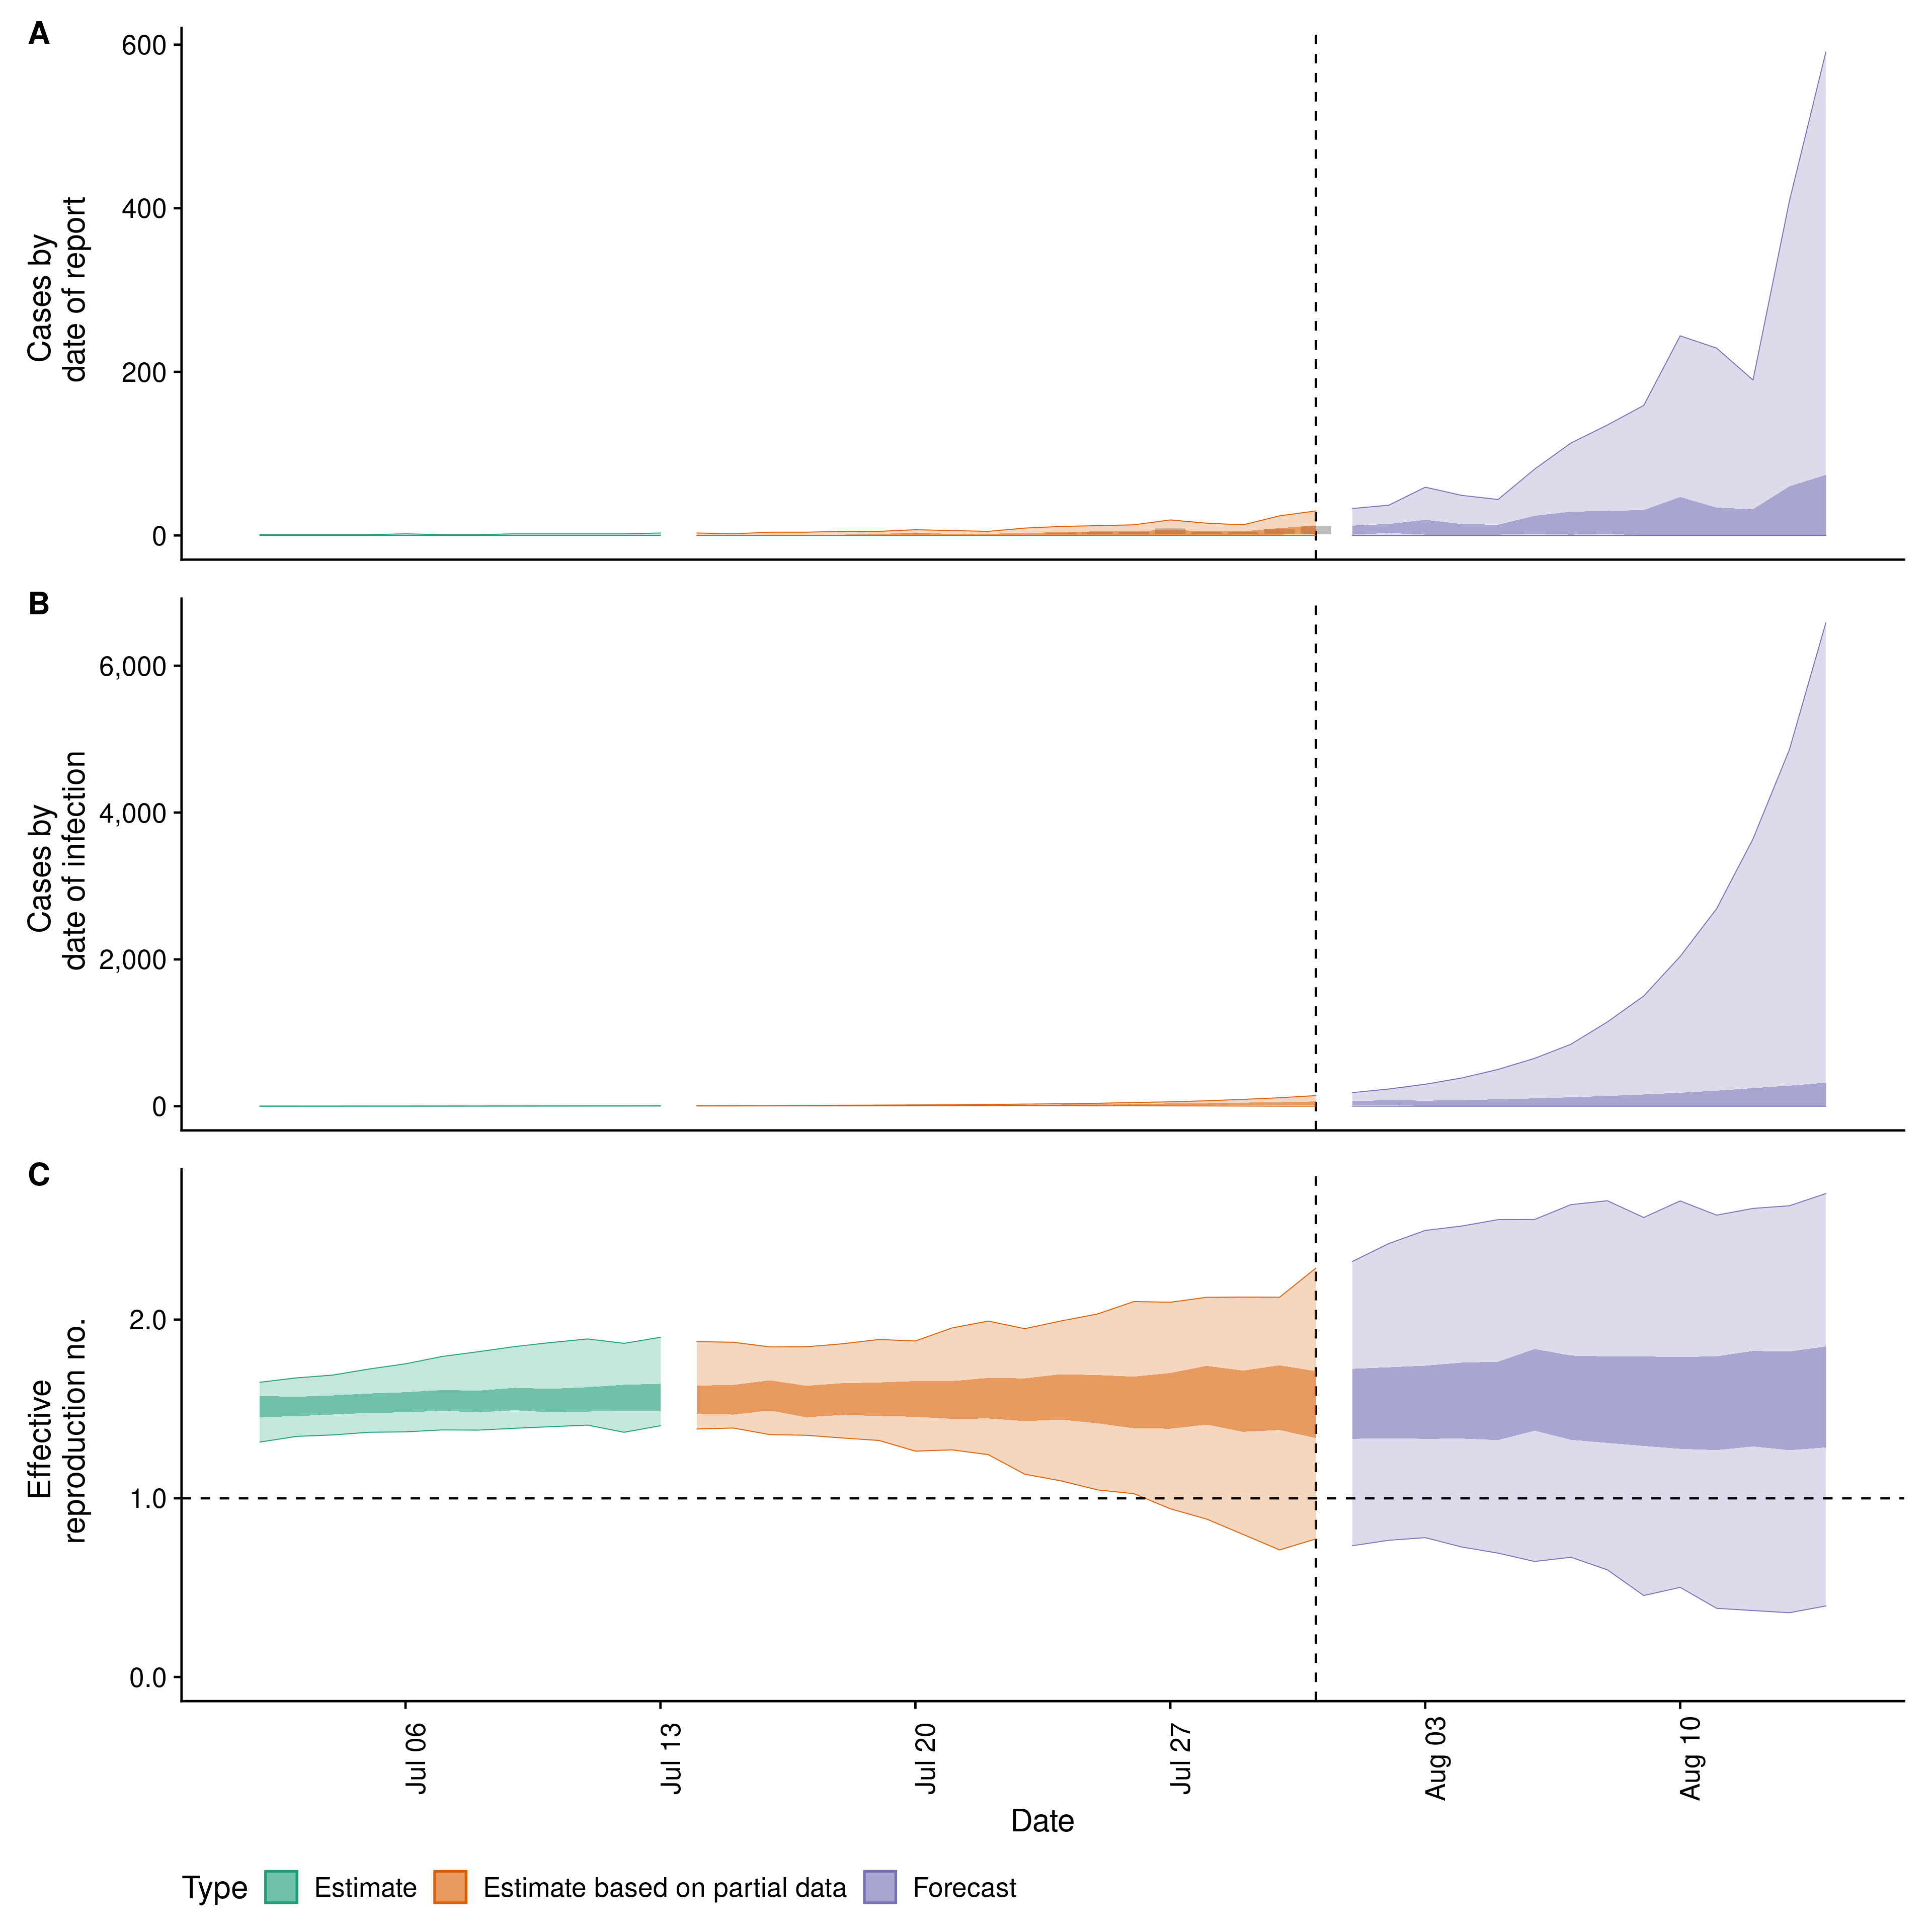 A
Cases by
date of report
600
400
200
0
B
Cases by
date of infection
6,000
4,000
2,000
0
C
Effective
reproduction no.
2.0
1.0
0.0
Jul 06
Jul 13
Jul 20
Jul 27
Aug 03
Aug 10
Date
Type Estimate Estimate based on partial data Forecast